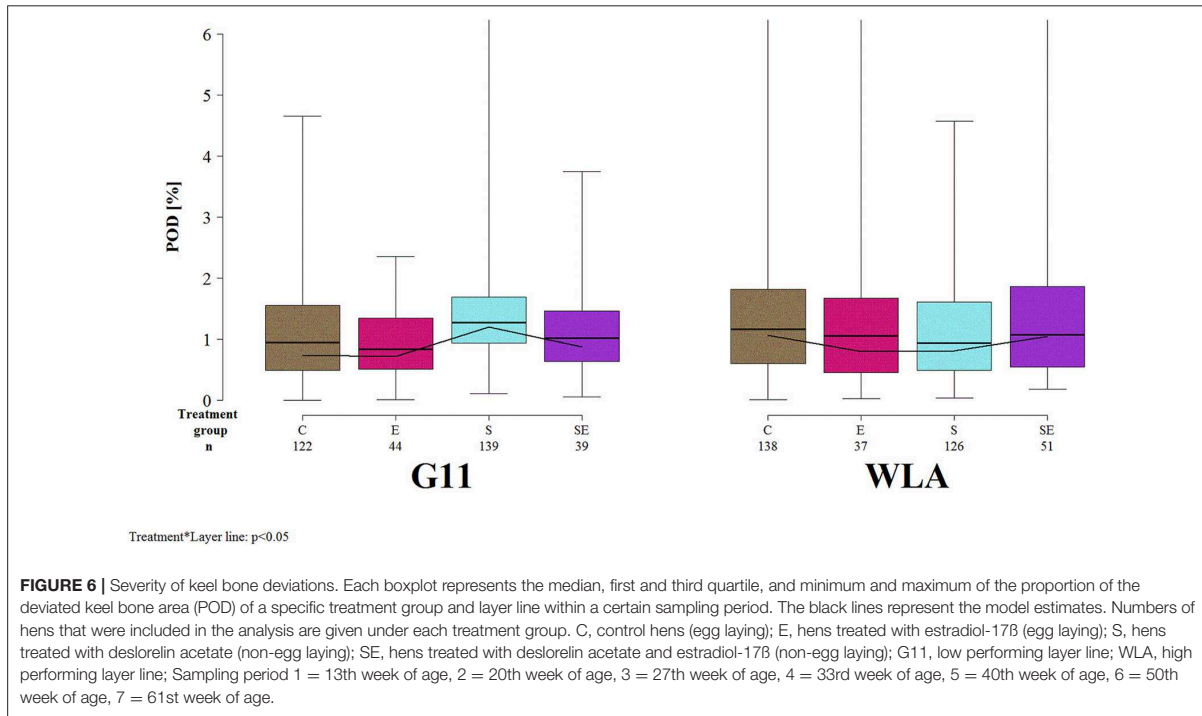 6
5
4
3
2
1
0
POD [%]
Treatment
group
n
C E S SE
122 44 139 39
G11
C E S SE
138 37 126 51
WLA
Treatment*Layer line: p<0.05
FIGURE 6 | Severity of keel bone deviations. Each boxplot represents the median, first and third quartile, and minimum and maximum of the proportion of the
deviated keel bone area (POD) of a specific treatment group and layer line within a certain sampling period. The black lines represent the model estimates. Numbers of
hens that were included in the analysis are given under each treatment group. C, control hens (egg laying); E, hens treated with estradiol-17ß (egg laying); S, hens
treated with deslorelin acetate (non-egg laying); SE, hens treated with deslorelin acetate and estradiol-17ß (non-egg laying); G11, low performing layer line; WLA, high
performing layer line; Sampling period 1 = 13th week of age, 2 = 20th week of age, 3 = 27th week of age, 4 = 33rd week of age, 5 = 40th week of age, 6 = 50th
week of age, 7 = 61st week of age.